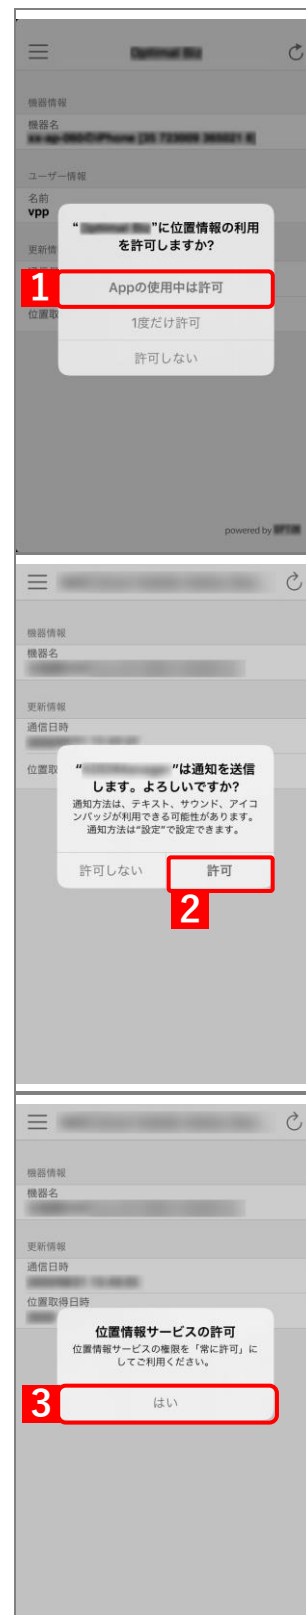 機器情報
機器名
ユーザー情報
名前
vpp
"に位置情報の利用
を許可しますか?
更新情
1
Appの使用中は許可
位置取
1度だけ許可
許可しない
powered by
機器情報
機器名
更新情報
通信日時
位置取
"は通知を送信
します。よろしいですか?
通知方法は、テキスト、サウンド、アイコ
ンバッジが利用できる可能性があります。
通知方法は"設定"で設定できます。
許可しない
許可
2
機器情報
機器名
更新情報
通信日時
位置取得日時
位置情報サービスの許可
位置情報サービスの権限を「常に許可」に
してご利用ください。
3
はい